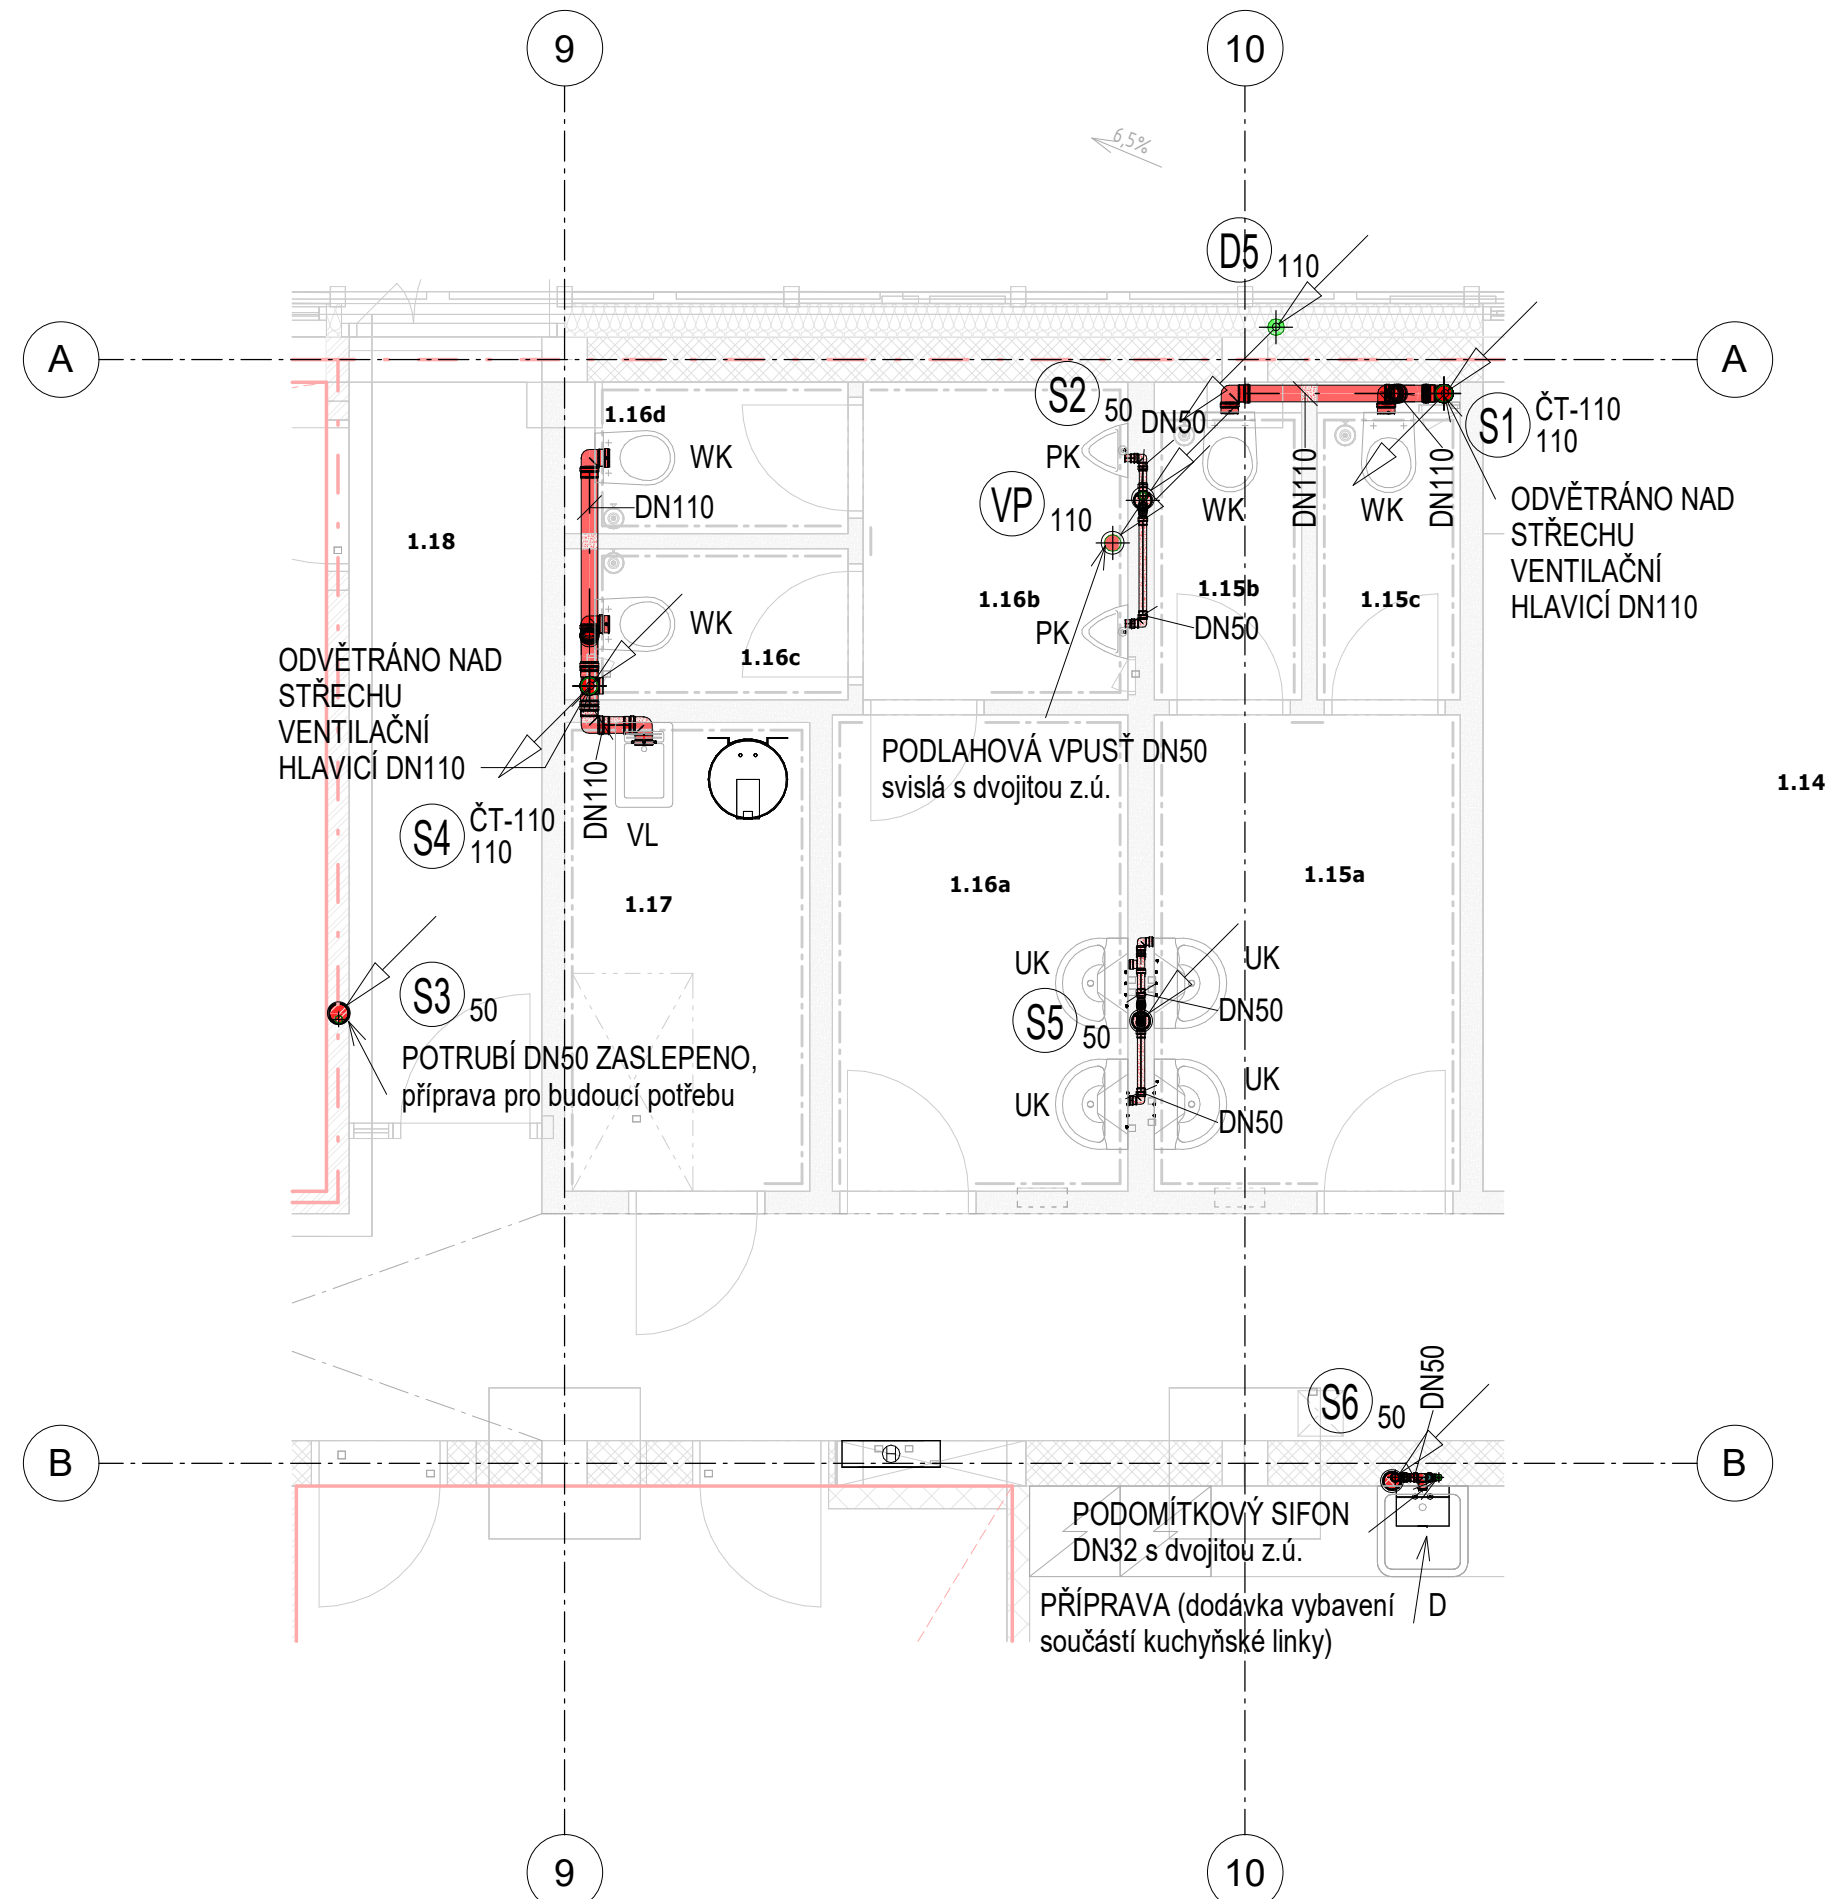 9
10
6,5%
D5
110
A
A
S2
50
DN50
1.16d
WK
PK
DN110
S1
ČT-110
110
DN110
DN110
WK
WK
VP
110
ODVĚTRÁNO NAD
STŘECHU
VENTILAČNÍ
HLAVICÍ DN110
1.18
1.16b
1.15b
1.15c
WK
PK
DN50
1.16c
ODVĚTRÁNO NAD
STŘECHU
VENTILAČNÍ
HLAVICÍ DN110
PODLAHOVÁ VPUSŤ DN50
svislá s dvojitou z.ú.
1.14
DN110
S4
ČT-110
110
VL
1.17
1.16a
1.15a
UK
UK
S3
50
S5
50
DN50
POTRUBÍ DN50 ZASLEPENO,
příprava pro budoucí potřebu
UK
UK
DN50
S6
50
DN50
B
B
H
PODOMÍTKOVÝ SIFON
DN32 s dvojitou z.ú.
PŘÍPRAVA (dodávka vybavení
součástí kuchyňské linky)
D
9
10